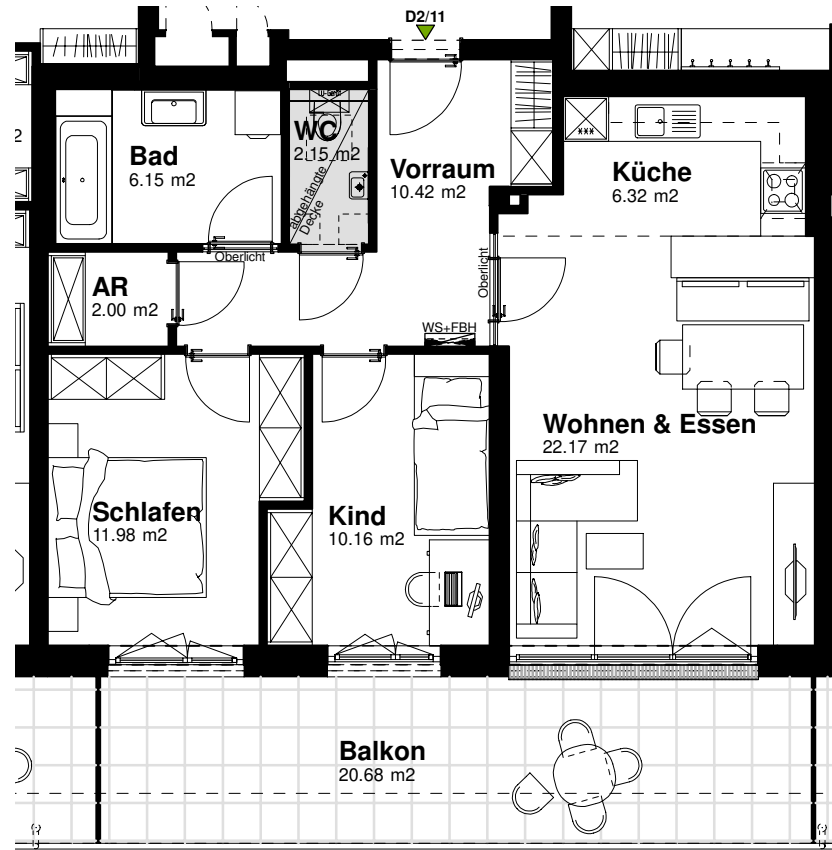 D2/11
Bad
6.15 m2
WC
2.15 m2
abgehängte
Decke
Vorraum
10.42 m2
Küche
6.32 m2
AR
2.00 m2
Oberlicht
Oberlicht
WS+FBH
Wohnen & Essen
22.17 m2
Schlafen
11.98 m2
Kind
10.16 m2
Balkon
20.68 m2